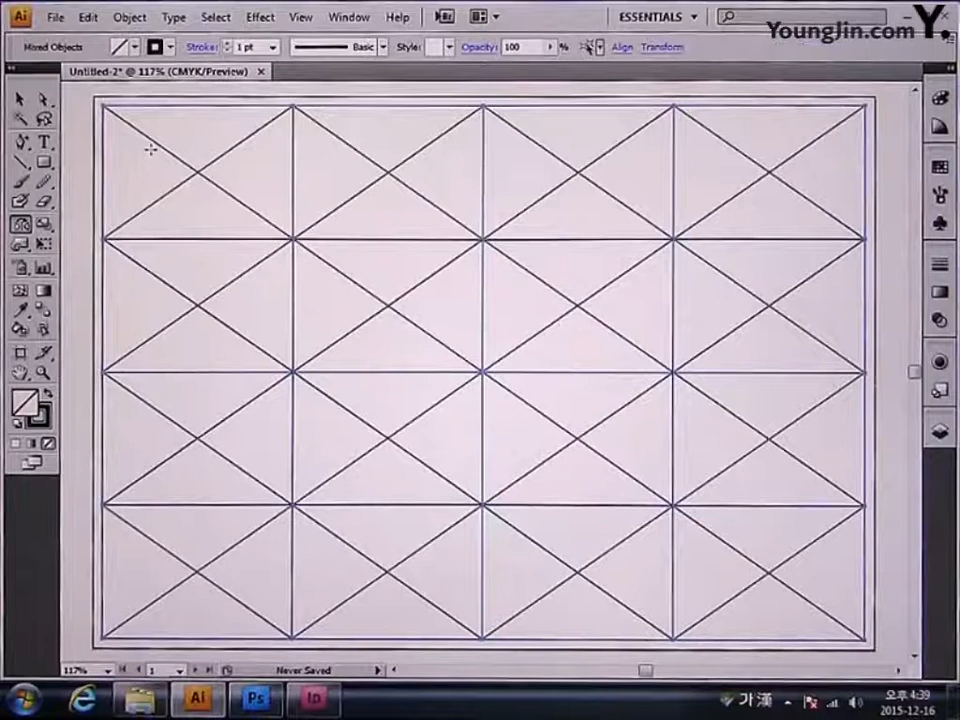 Ai File Edit Object Type Select Effect View Window Help Br ESSENTIALS
YoungJin.com Y.
Mixed Objects Stroke: 1 pt Basic Style: Opacity: 100 % Align Transform
Untitled-2* @ 117% (CMYK/Preview) ×
T
117% 1 Never Saved
Ai Ps Id 가 漢 오후 4:39
2015-12-16